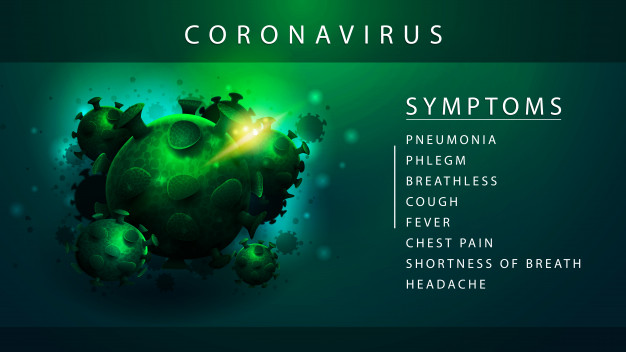 CORONAVIRUS
SYMPTOMS
PNEUMONIA
PHLEGM
BREATHLESS
COUGH
FEVER
CHEST PAIN
SHORTNESS OF BREATH
HEADACHE